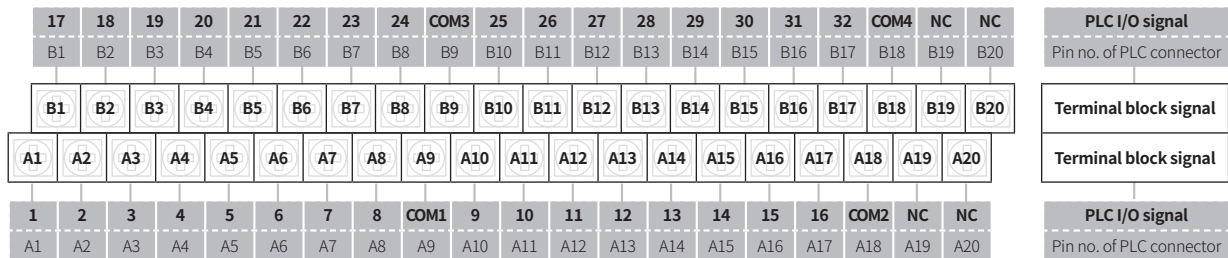 17 18 19 20 21 22 23 24 COM3 25 26 27 28 29 30 31 32 COM4 NC NC PLC I/O signal
B1 B2 B3 B4 B5 B6 B7 B8 B9 B10 B11 B12 B13 B14 B15 B16 B17 B18 B19 B20 Pin no. of PLC connector
B1 B2 B3 B4 B5 B6 B7 B8 B9 B10 B11 B12 B13 B14 B15 B16 B17 B18 B19 B20 Terminal block signal
A1 A2 A3 A4 A5 A6 A7 A8 A9 A10 A11 A12 A13 A14 A15 A16 A17 A18 A19 A20 Terminal block signal
1 2 3 4 5 6 7 8 COM1 9 10 11 12 13 14 15 16 COM2 NC NC PLC I/O signal
A1 A2 A3 A4 A5 A6 A7 A8 A9 A10 A11 A12 A13 A14 A15 A16 A17 A18 A19 A20 Pin no. of PLC connector